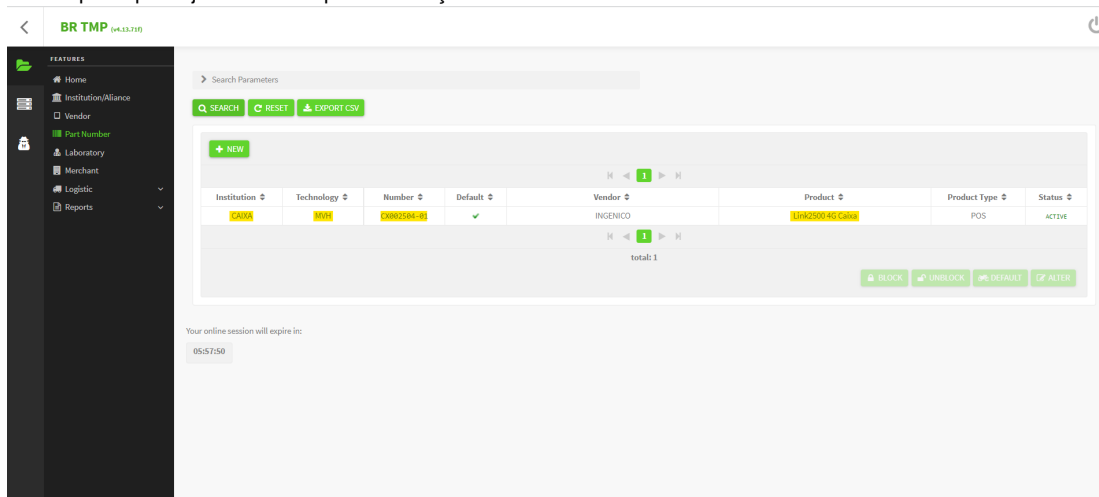 BR TMP (v4.13.71f)
FEATURES
Home
Institution/Aliance
Vendor
Part Number
Laboratory
Merchant
Logistic
Reports
Search Parameters
SEARCH RESET EXPORT CSV
NEW
1
Institution Technology Number Default Vendor Product Product Type Status
CAIXA MVH CX002504-01 INGENICO Link2500 4G Caixa POS ACTIVE
1
total: 1
BLOCK UNBLOCK DEFAULT ALTER
Your online session will expire in:
05:57:50